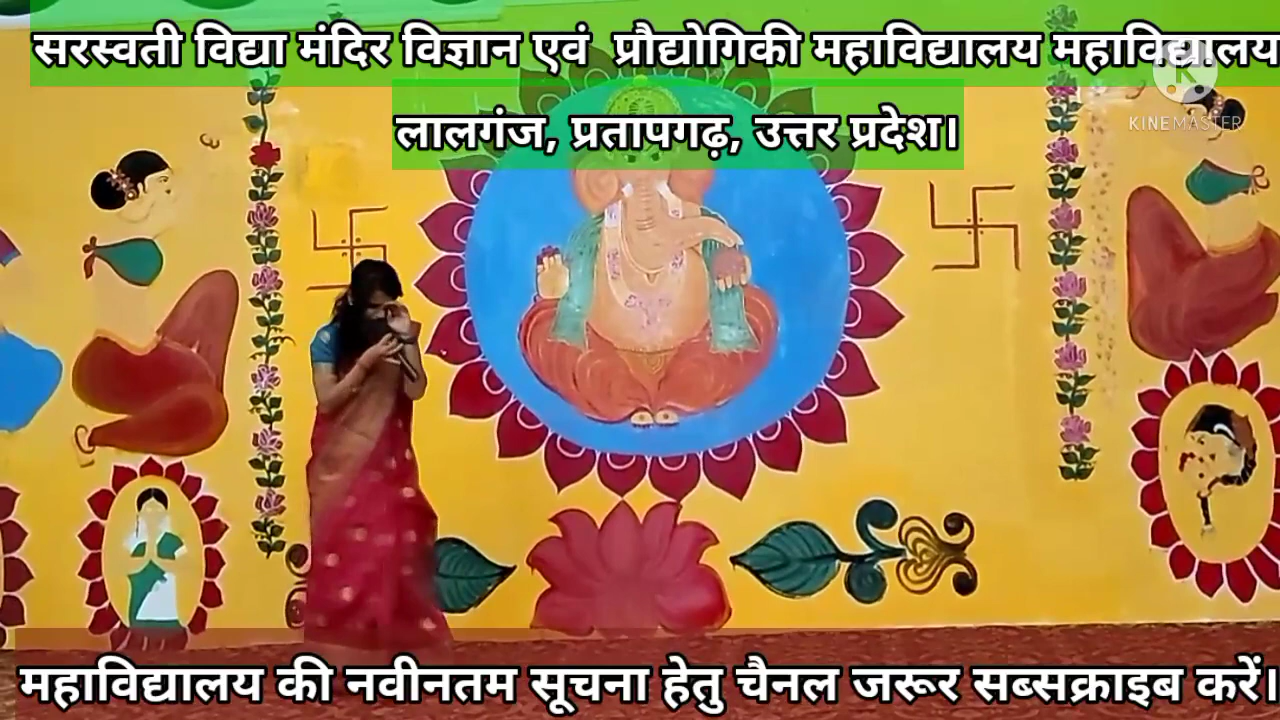 सरस्वती विद्या मंदिर विज्ञान एवं प्रौद्योगिकी महाविद्यालय महाविद्यालय
KINEMASTER
लालगंज, प्रतापगढ़, उत्तर प्रदेश।
महाविद्यालय की नवीनतम सूचना हेतु चैनल जरूर सब्सक्राइब करें।